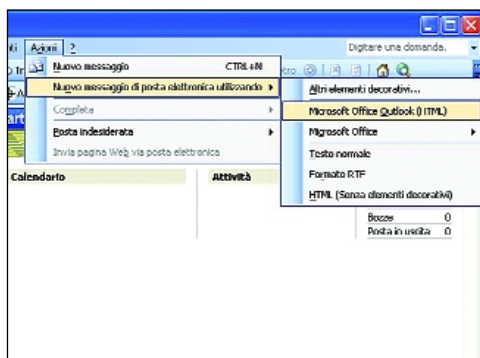 Azioni ?
Digitare una domanda.
Nuovo messaggio CTRL+N
Nuovo messaggio di posta elettronica utilizzando
Completa
Posta indesiderata
Invia pagina Web via posta elettronica
Altri elementi decorativi...
Microsoft Office Outlook (HTML)
Microsoft Office
Testo normale
Formato RTF
HTML (Senza elementi decorativi)
Calendario Attività
Bozze 0
Posta in uscita 0